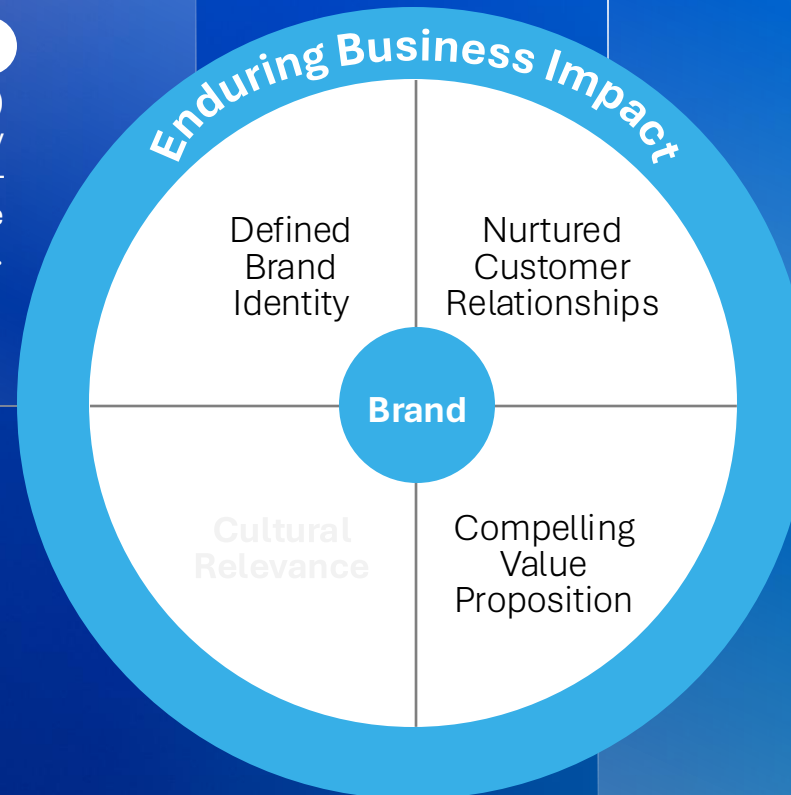 Enduring Business Impact
Defined
Brand
Identity
Nurtured
Customer
Relationships
Brand
Cultural
Relevance
Compelling
Value
Proposition